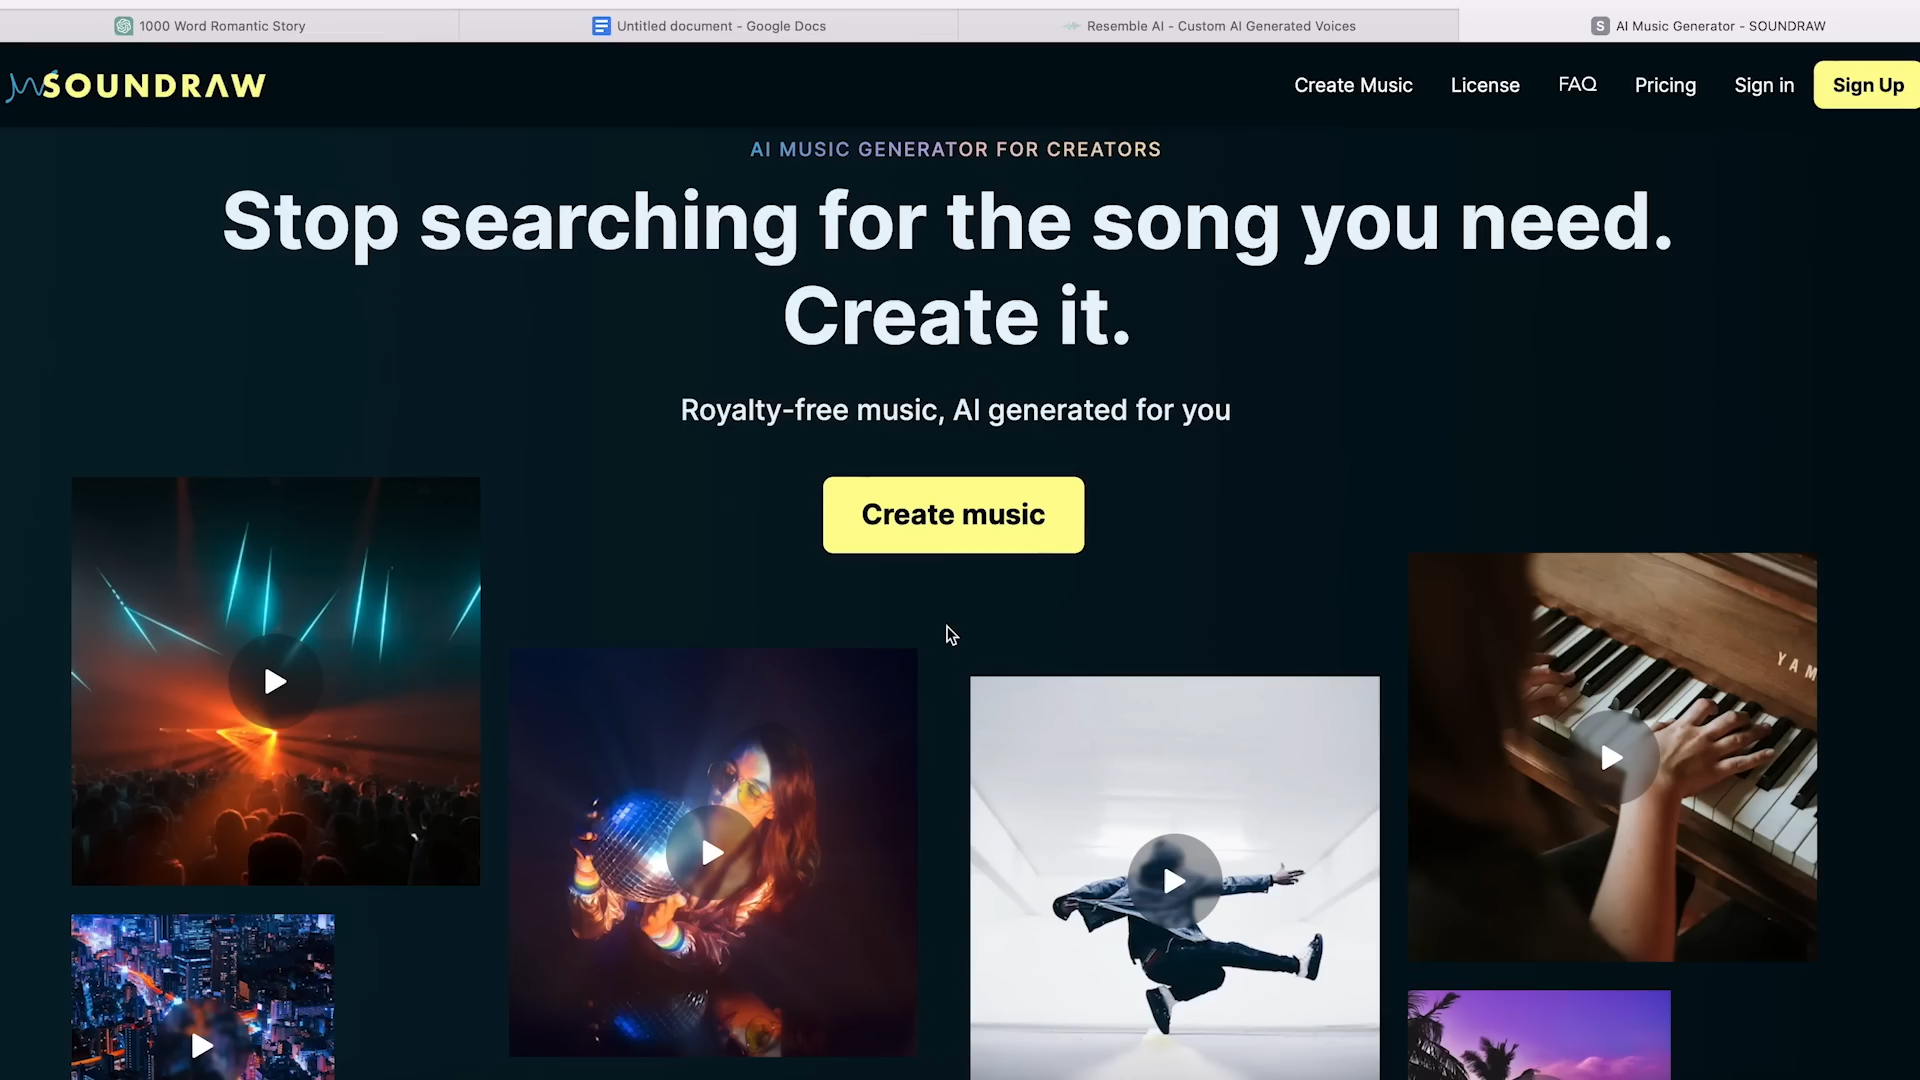 1000 Word Romantic Story
Untitled document - Google Docs
Resemble AI - Custom AI Generated Voices
S AI Music Generator - SOUNDRAW
SOUNDRAW
Create Music
License
FAQ
Pricing
Sign in
Sign Up
AI MUSIC GENERATOR FOR CREATORS
Stop searching for the song you need.
Create it.
Royalty-free music, AI generated for you
Create music
YAM